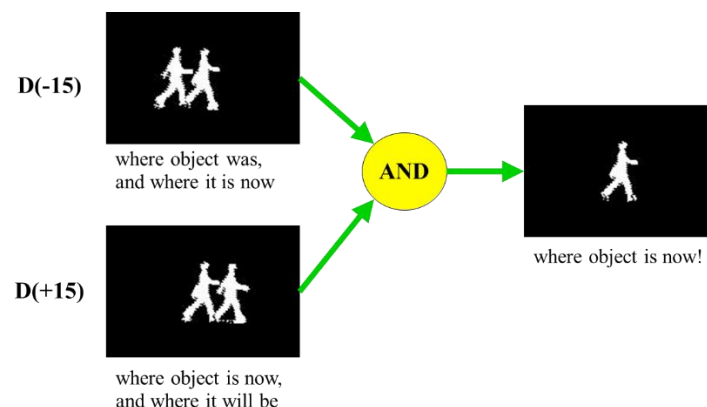 D(-15)
where object was,
and where it is now
AND
where object is now!
D(+15)
where object is now,
and where it will be